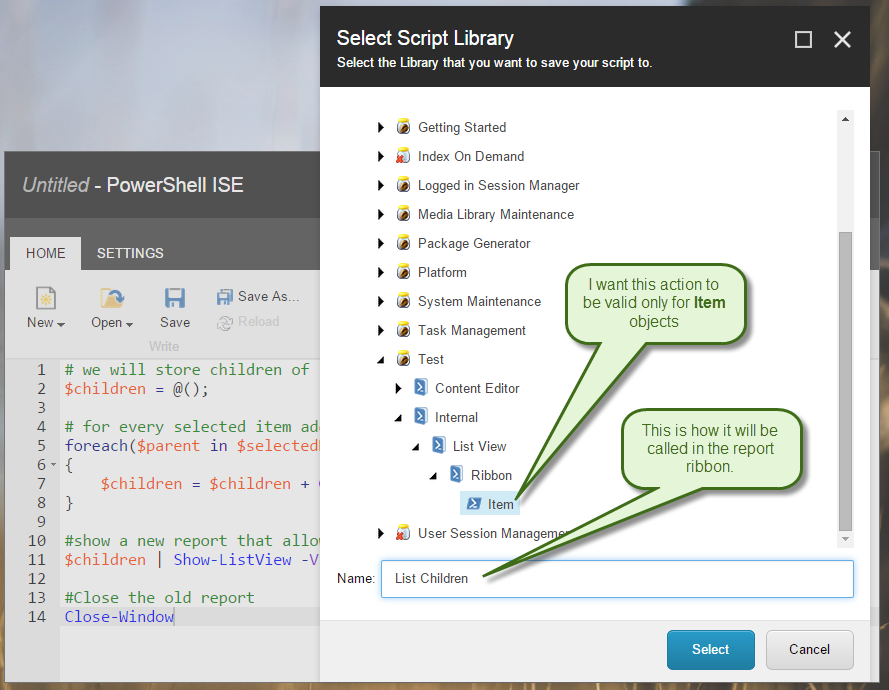 Select Script Library
Select the Library that you want to save your script to.
Untitled - PowerShell ISE
HOME SETTINGS
New
Open
Save
Save As...
Reload
Write
1 # we will store children of
2 $children = @();
3
4 # for every selected item
5 foreach($parent in
6 {
7 $children = $children +
8 }
9
10 #show a new report that
11 $children | Show-ListView
12
13 #Close the old report
14 Close-Window
Getting Started
Index On Demand
Logged in Session Manager
Media Library Maintenance
Package Generator
Platform
System Maintenance
Task Management
Test
Content Editor
Internal
List View
Ribbon
Item
User Session
I want this action to
be valid only for Item
objects
This is how it will be
called in the report
ribbon.
Name: List Children
Select
Cancel